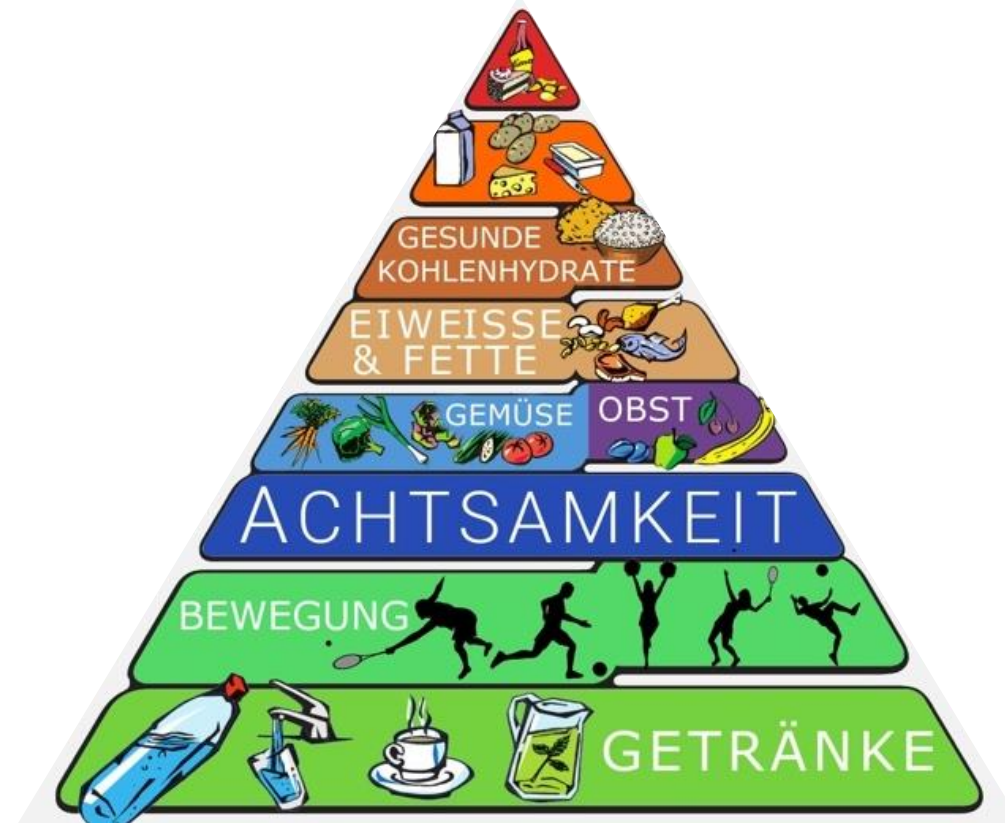 GESUNDE
KOHLENHYDRATE
EIWEISSE
& FETTE
GEMÜSE
OBST
ACHTSAMKEIT
BEWEGUNG
GETRÄNKE